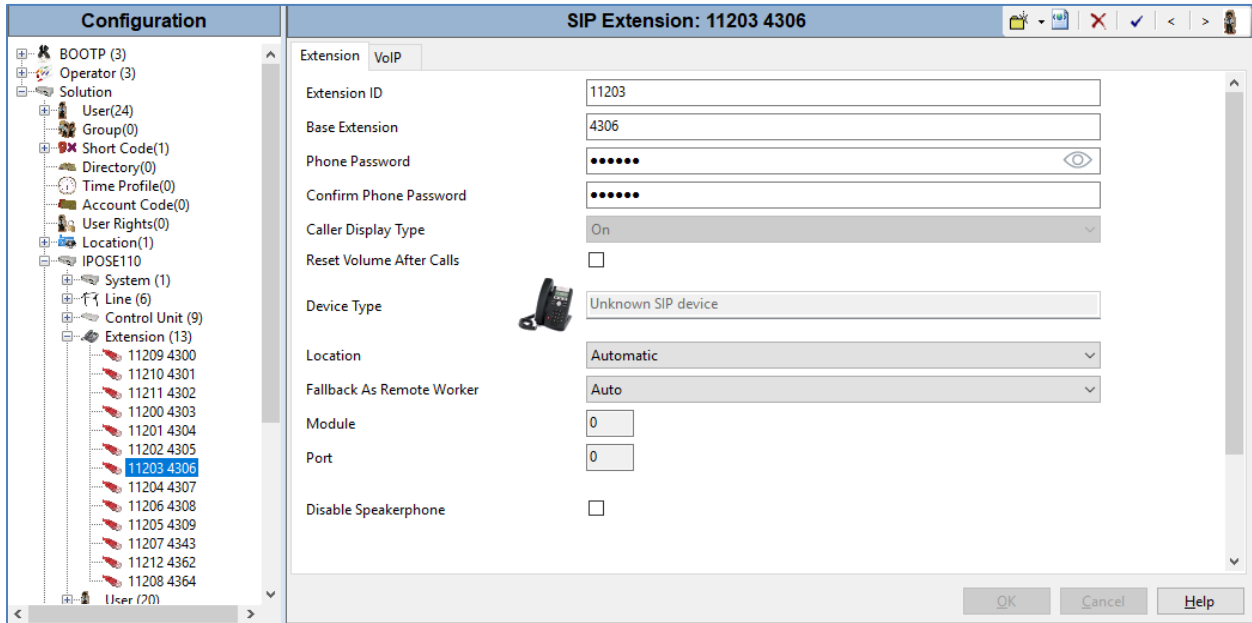 Configuration
BOOTP (3)
Operator (3)
Solution
User(24)
Group(0)
Short Code(1)
Directory(0)
Time Profile(0)
Account Code(0)
User Rights(0)
Location(1)
IPOSE110
System (1)
Line (6)
Control Unit (9)
Extension (13)
11209 4300
11210 4301
11211 4302
11200 4303
11201 4304
11202 4305
11203 4306
11204 4307
11206 4308
11205 4309
11207 4343
11212 4362
11208 4364
User (20)
SIP Extension: 11203 4306
Extension VoIP
Extension ID 11203
Base Extension 4306
Phone Password ••••••
Confirm Phone Password ••••••
Caller Display Type On
Reset Volume After Calls
Device Type Unknown SIP device
Location Automatic
Fallback As Remote Worker Auto
Module 0
Port 0
Disable Speakerphone
OK Cancel Help